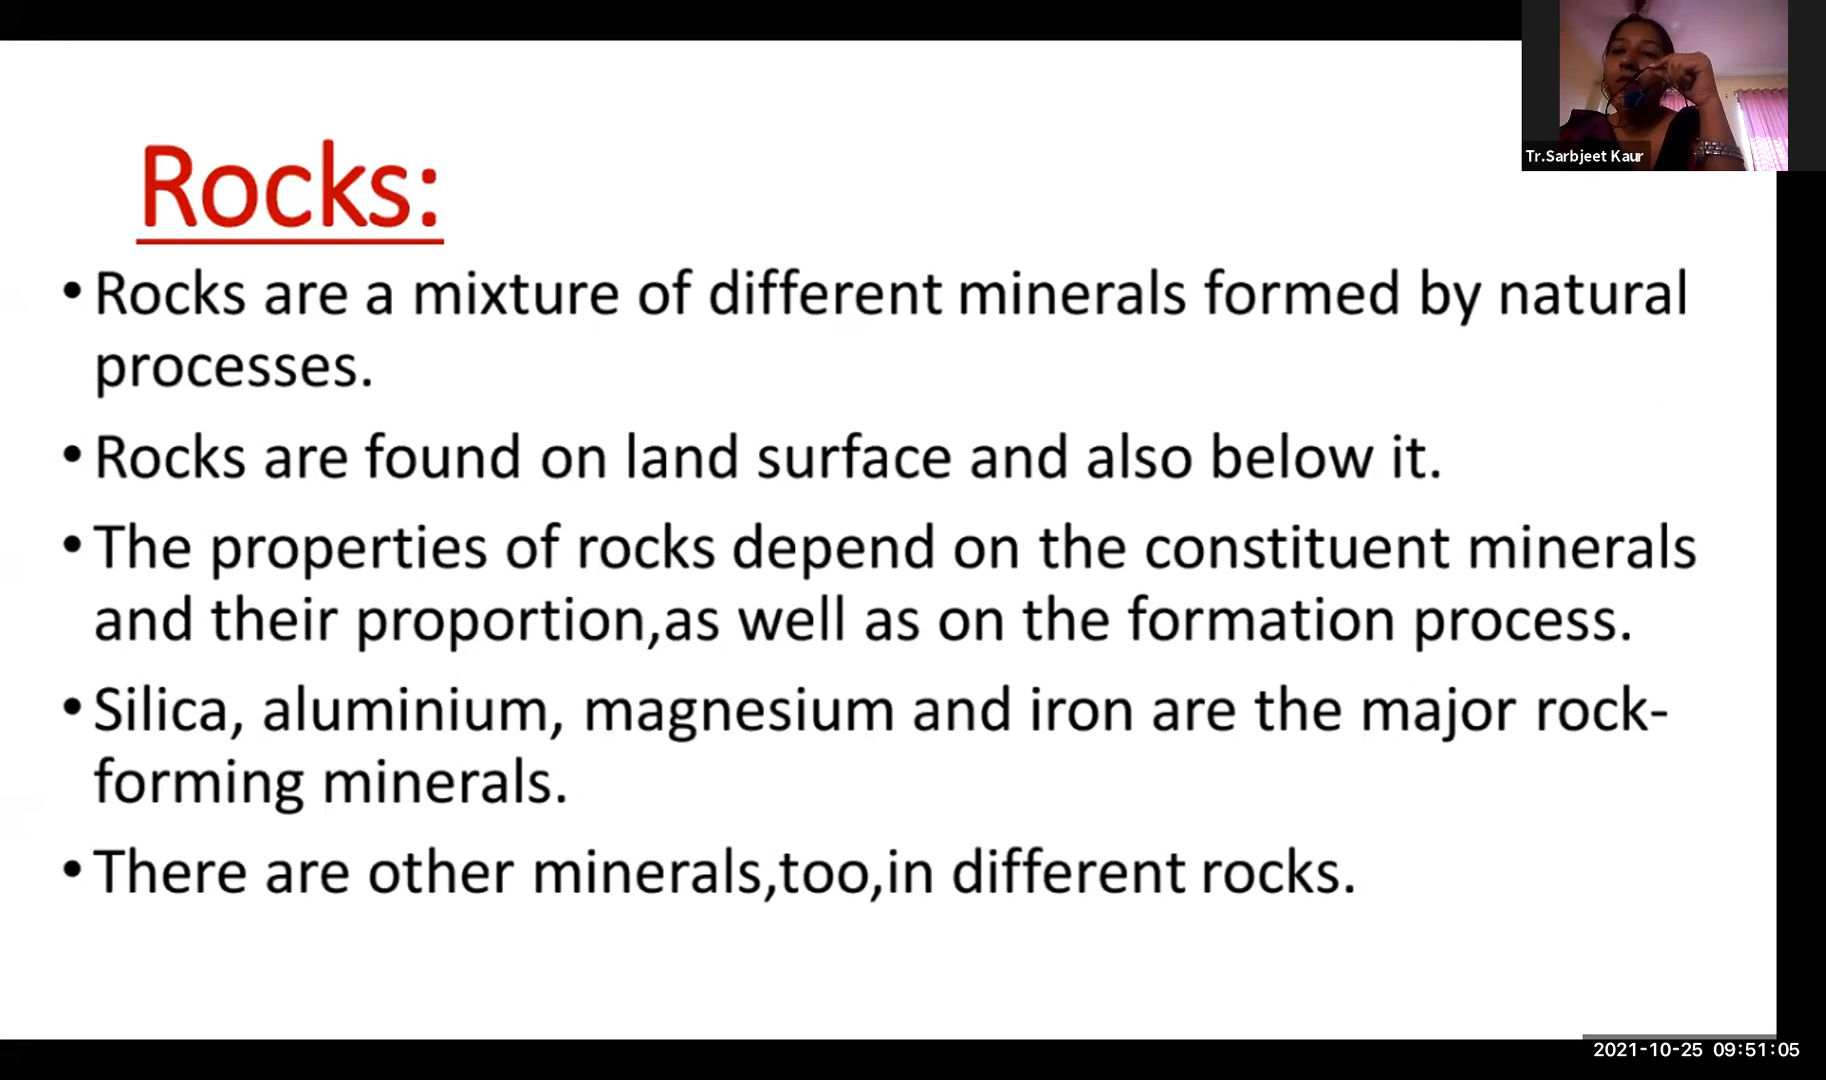 Tr.Sarbjeet Kaur
Rocks:
• Rocks are a mixture of different minerals formed by natural
processes.
• Rocks are found on land surface and also below it.
• The properties of rocks depend on the constituent minerals
and their proportion,as well as on the formation process.
• Silica, aluminium, magnesium and iron are the major rock-
forming minerals.
• There are other minerals,too,in different rocks.
2021-10-25 09:51:05